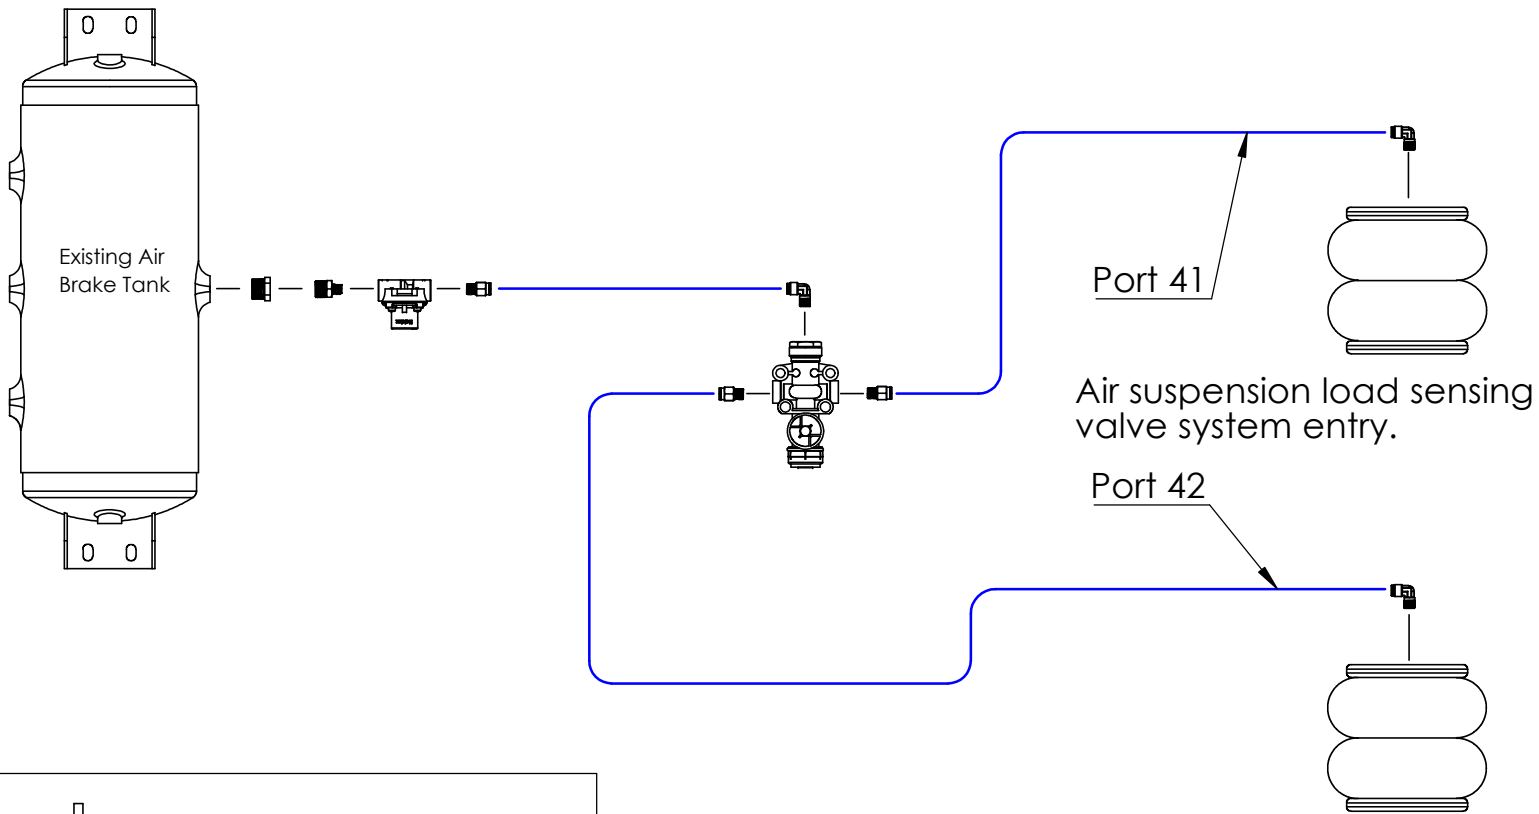 Existing Air
Brake Tank
Port 41
Air suspension load sensing
valve system entry.
Port 42